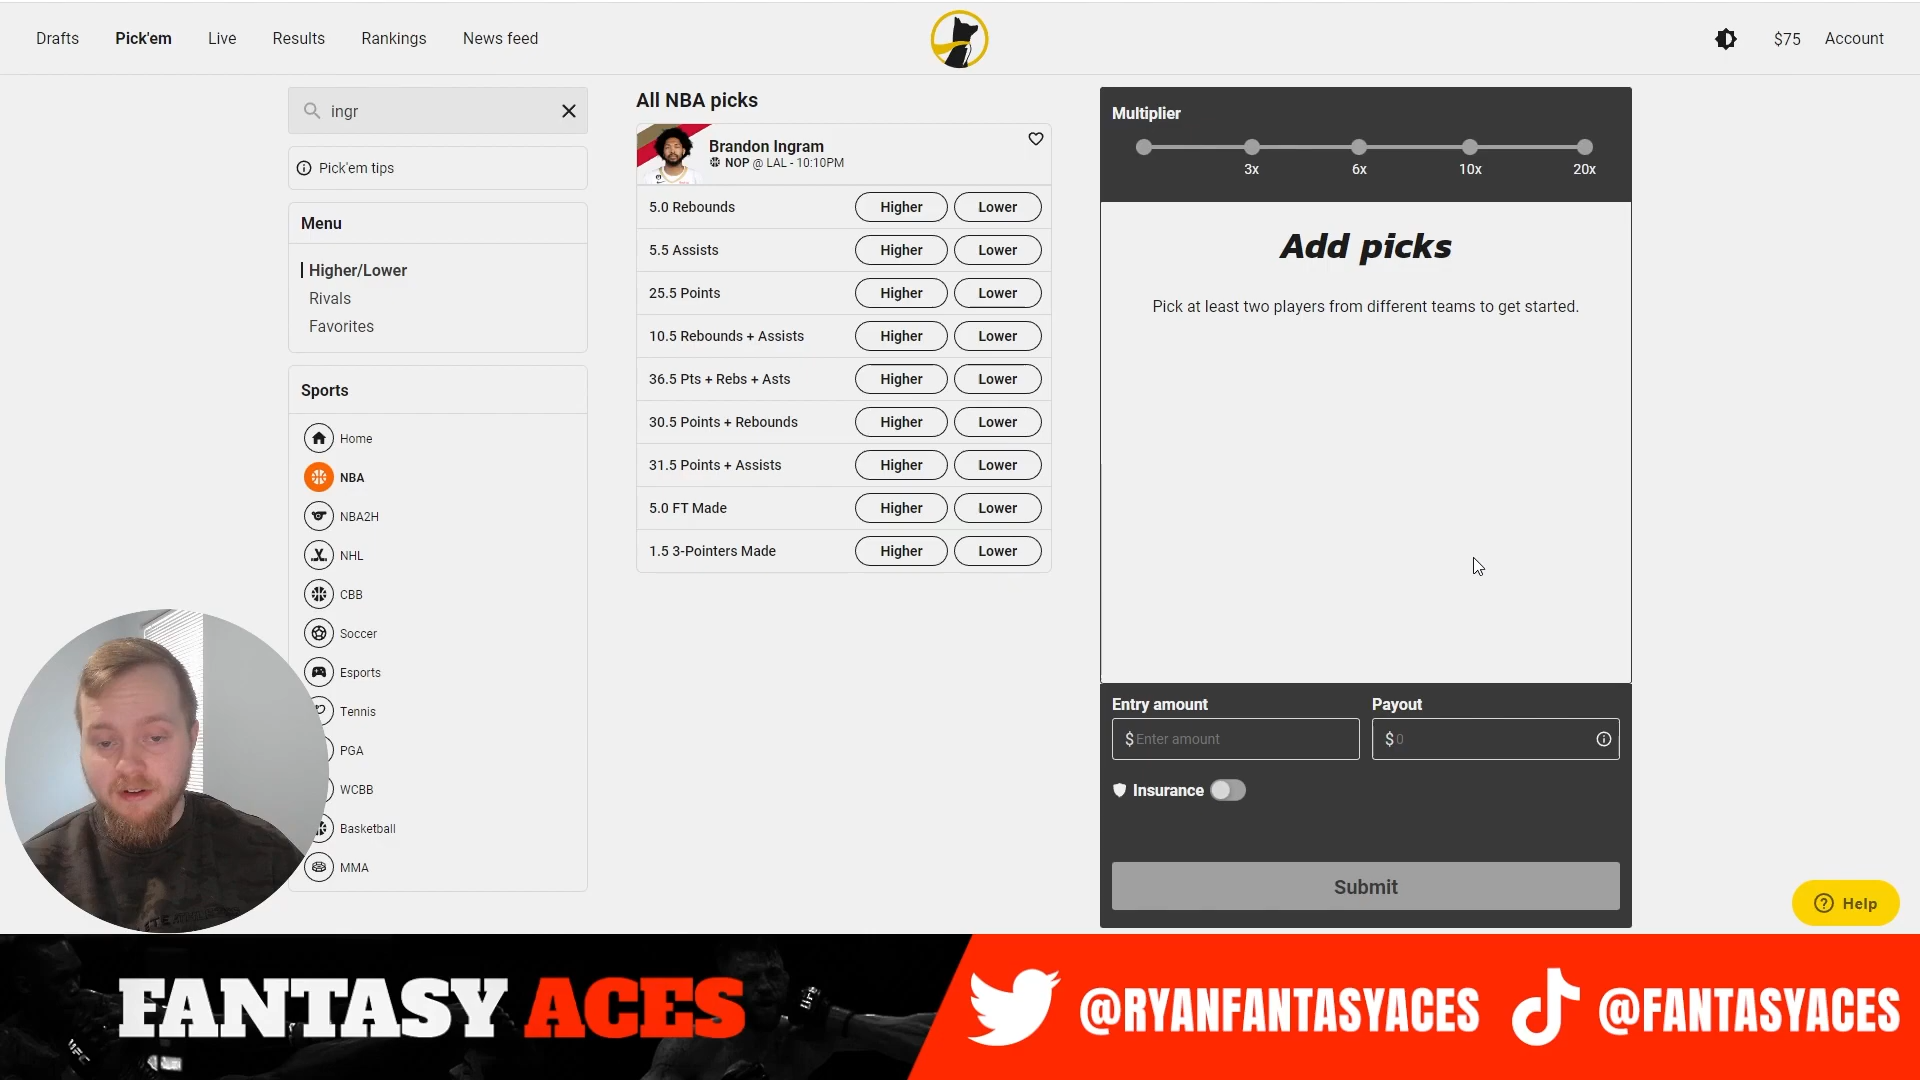 Drafts Pick'em Live Results Rankings News feed $75 Account
ingr
Pick'em tips
Menu
Higher/Lower
Rivals
Favorites
Sports
Home
NBA
NBA2H
NHL
CBB
Soccer
Esports
Tennis
PGA
WCBB
Basketball
MMA
All NBA picks
Brandon Ingram
NOP @ LAL - 10:10PM
5.0 Rebounds Higher Lower
5.5 Assists Higher Lower
25.5 Points Higher Lower
10.5 Rebounds + Assists Higher Lower
36.5 Pts + Rebs + Asts Higher Lower
30.5 Points + Rebounds Higher Lower
31.5 Points + Assists Higher Lower
5.0 FT Made Higher Lower
1.5 3-Pointers Made Higher Lower
Multiplier
3x 6x 10x 20x
Add picks
Pick at least two players from different teams to get started.
Entry amount Payout
$ Enter amount $ 0
Insurance
Submit
Help
FANTASY ACES
@RYANFANTASYACES @FANTASYACES
UFC